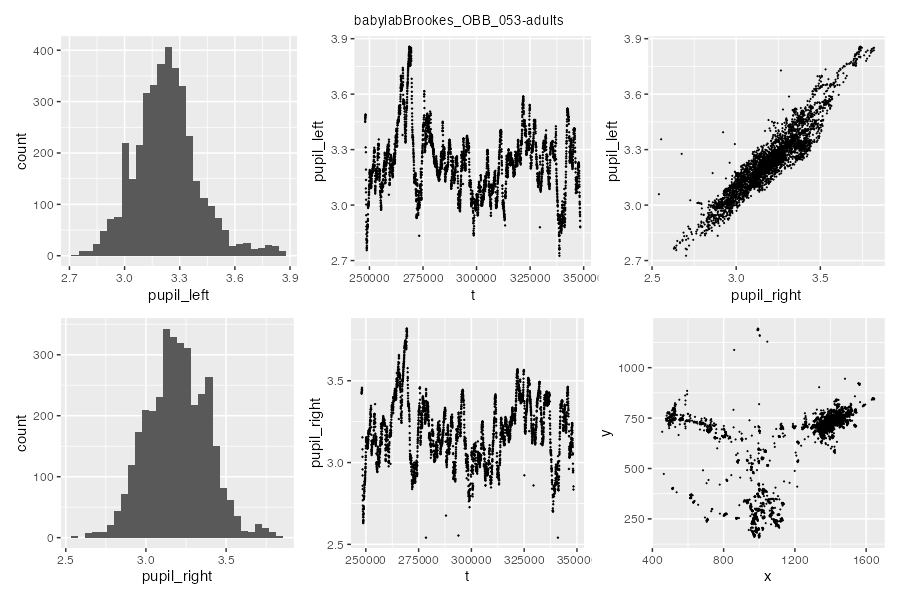 babylabBrookes_OBB_053-adults
count
400
300
200
100
0
2.7 3.0 3.3 3.6 3.9
pupil_left
pupil_left
3.9
3.6
3.3
3.0
2.7
250000 275000 300000 325000 350000
t
pupil_left
3.9
3.6
3.3
3.0
2.7
2.5 3.0 3.5
pupil_right
count
300
200
100
0
2.5 3.0 3.5
pupil_right
pupil_right
3.5
3.0
2.5
250000 275000 300000 325000 35000
t
y
1000
750
500
250
400 800 1200 1600
x